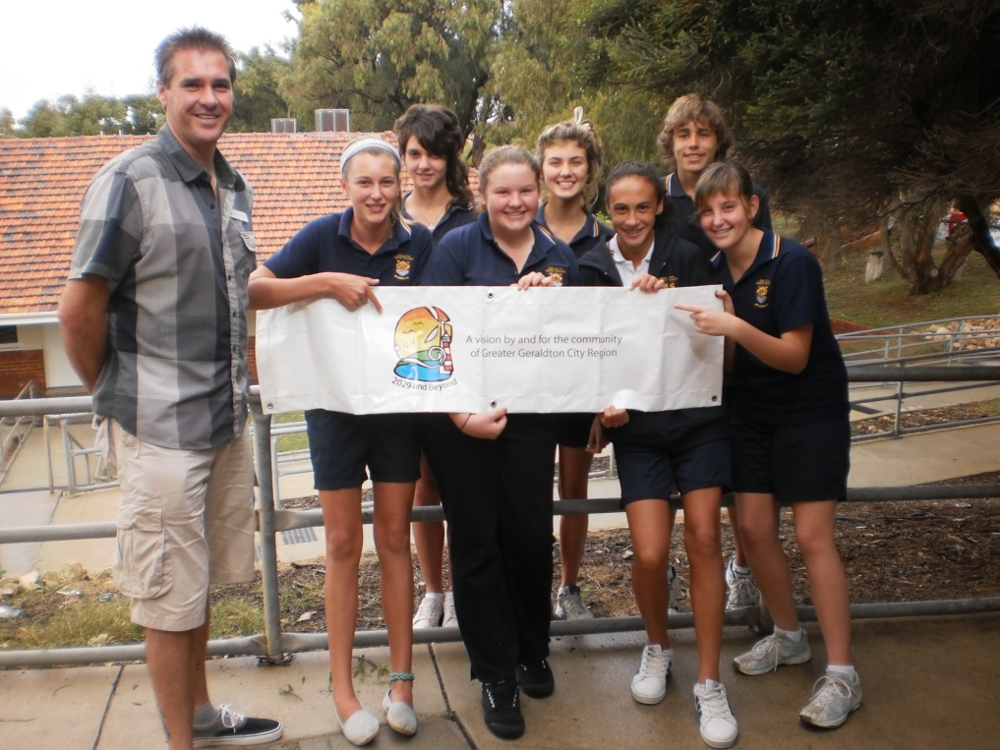 A vision by and for the community
of Greater Geraldton City Region
2029 and Beyond